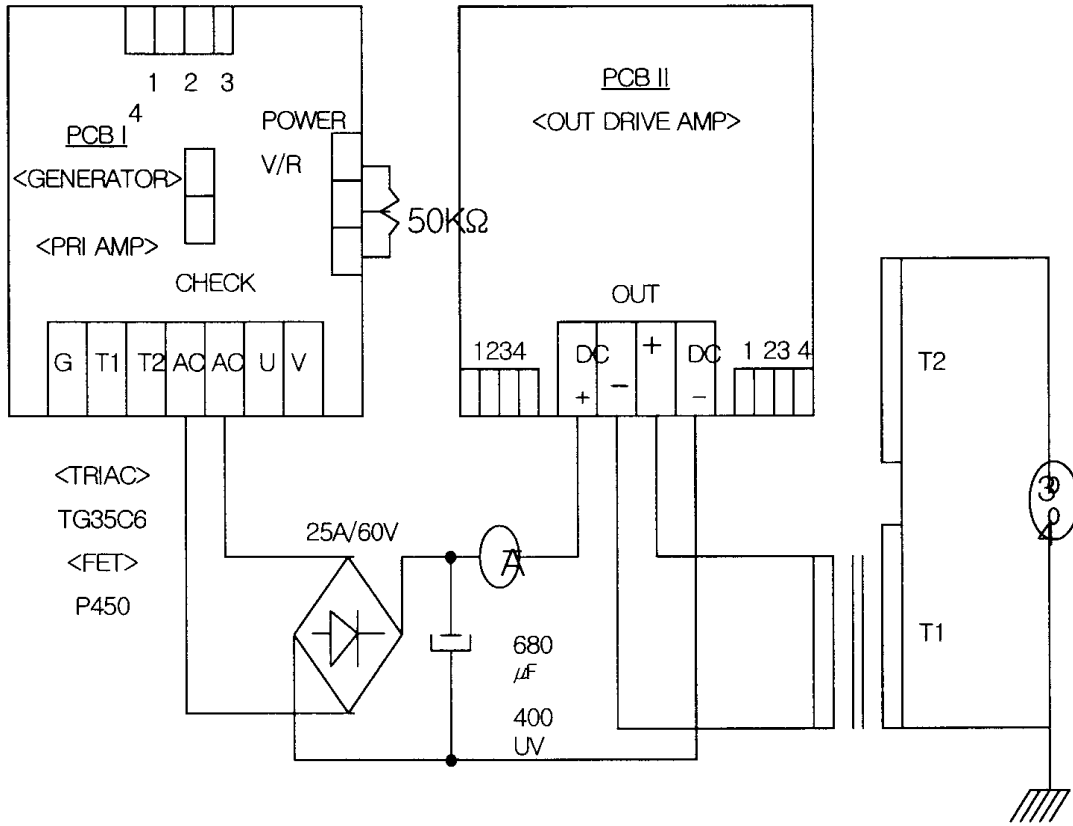 1 2 3
4
PCB I
<GENERATOR>
<PRI AMP>
CHECK
POWER
V/R
50KΩ
G T1 T2 AC AC U V
PCB II
<OUT DRIVE AMP>
OUT
1234
DC + - + DC -
1 23 4
T2
T1
<TRIAC>
TG35C6
<FET>
P450
25A/60V
A
680
μF
400
UV